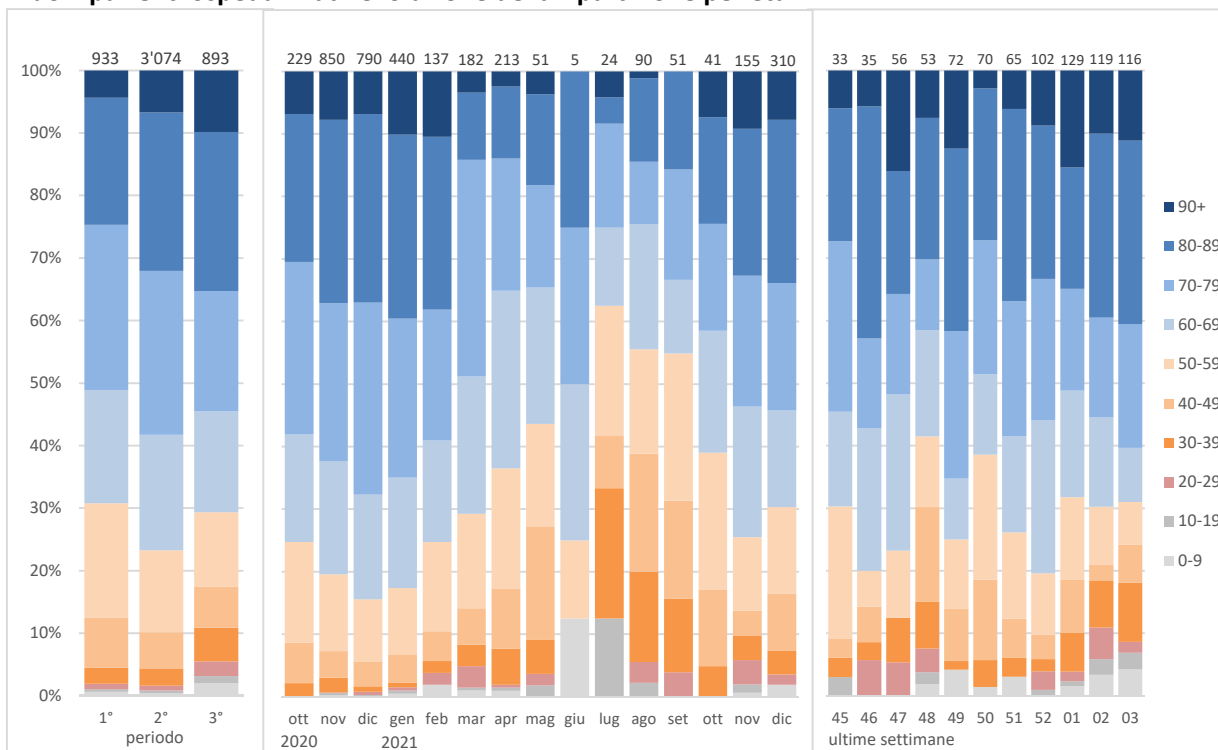 933 3'074 893
229 850 790 440 137 182 213 51 5 24 90 51 41 155 310
33 35 56 53 72 70 65 102 129 119 116
100%
90%
80%
70%
60%
50%
40%
30%
20%
10%
0%
1° 2° 3°
periodo
ott nov dic gen feb mar apr mag giu lug ago set ott nov dic
2020 2021
45 46 47 48 49 50 51 52 01 02 03
ultime settimane
90+
80-89
70-79
60-69
50-59
40-49
30-39
20-29
10-19
0-9